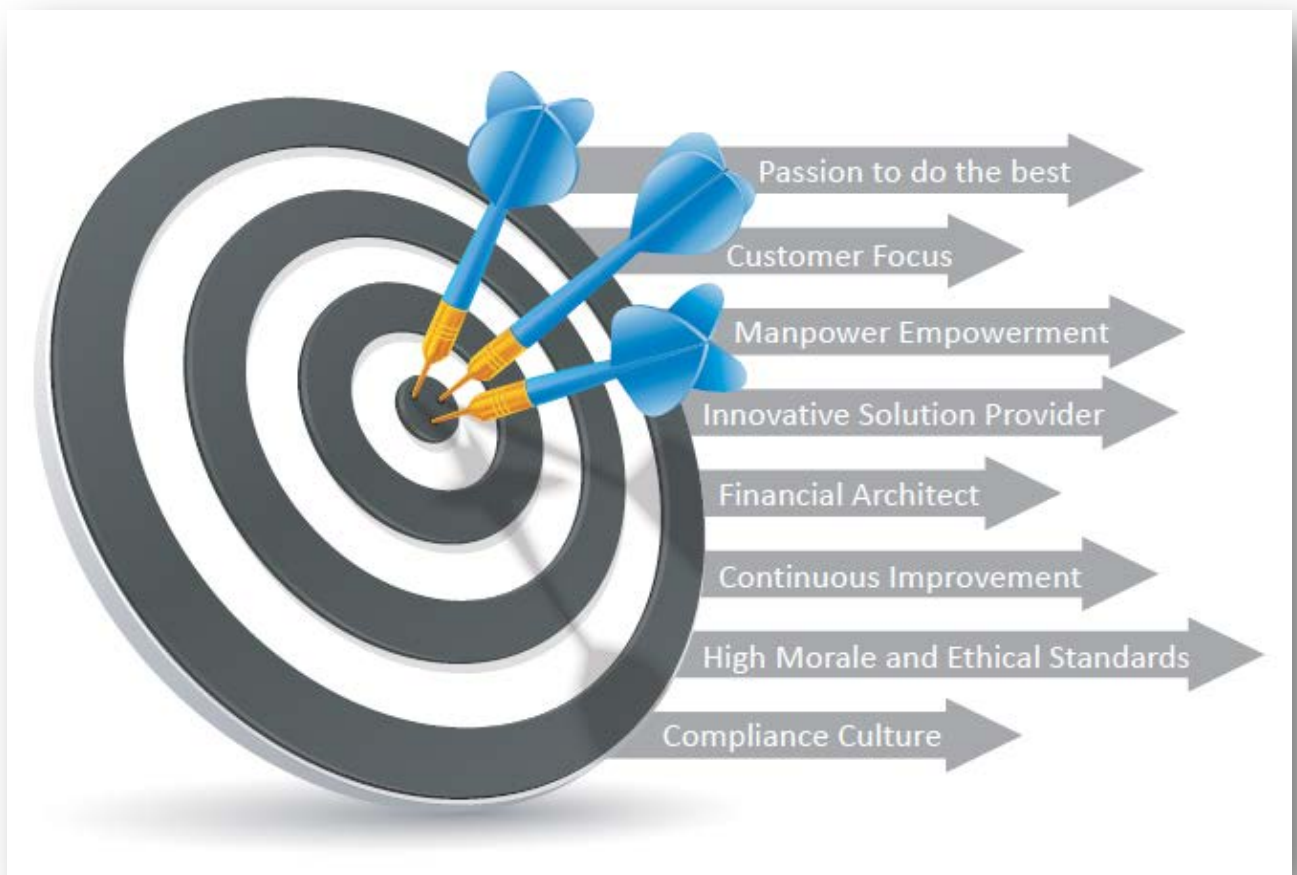 Passion to do the best
Customer Focus
Manpower Empowerment
Innovative Solution Provider
Financial Architect
Continuous Improvement
High Morale and Ethical Standards
Compliance Culture